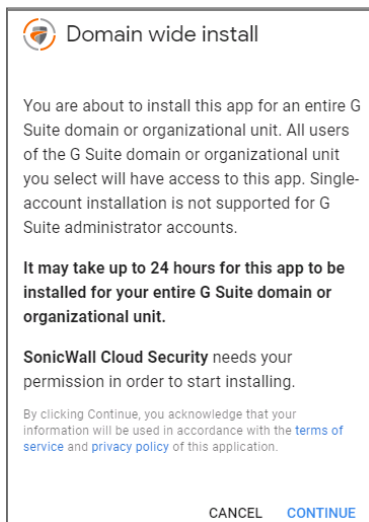 Domain wide install
You are about to install this app for an entire G
Suite domain or organizational unit. All users
of the G Suite domain or organizational unit
you select will have access to this app. Single-
account installation is not supported for G
Suite administrator accounts.
It may take up to 24 hours for this app to be
installed for your entire G Suite domain or
organizational unit.
SonicWall Cloud Security needs your
permission in order to start installing.
By clicking Continue, you acknowledge that your
information will be used in accordance with the terms of
service and privacy policy of this application.
CANCEL CONTINUE